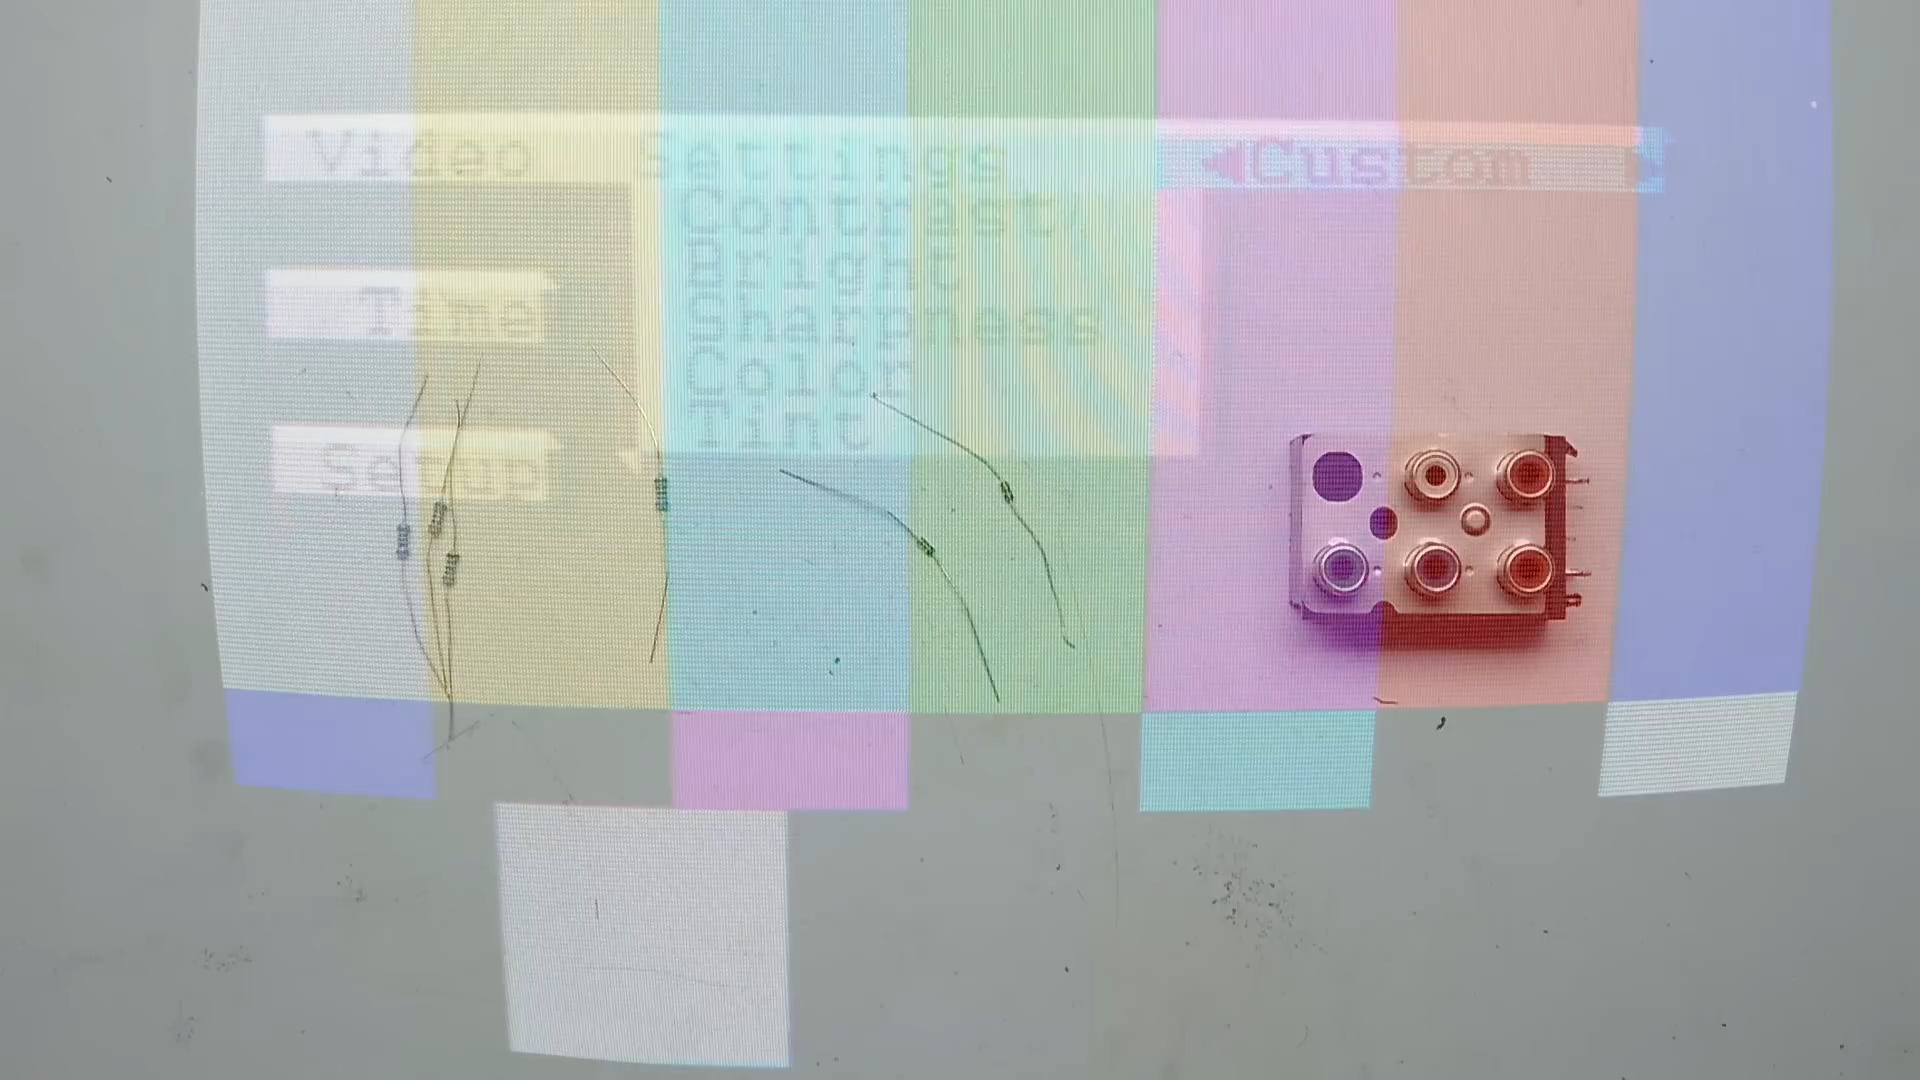 Video Settings ◀Custom
Contrast
Bright
Time
Sharpness
Color
Tint
Setup